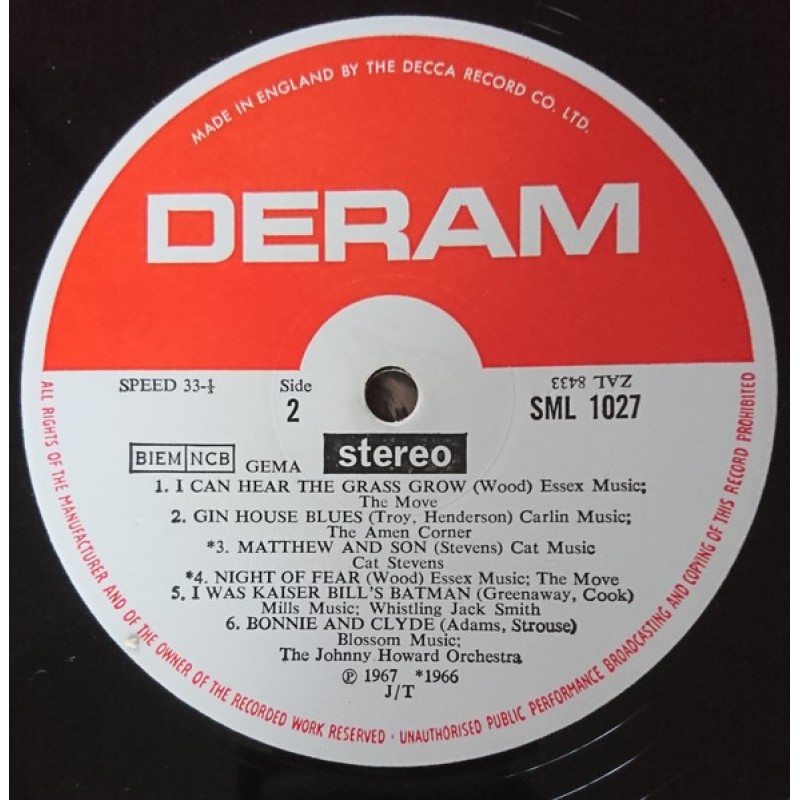 MADE IN ENGLAND BY THE DECCA RECORD CO. LTD.
DERAM
SPEED 33-⅓
Side
2
ZAL 8433
SML 1027
BIEM NCB
GEMA
stereo
1. I CAN HEAR THE GRASS GROW (Wood) Essex Music;
The Move
2. GIN HOUSE BLUES (Troy, Henderson) Carlin Music;
The Amen Corner
*3. MATTHEW AND SON (Stevens) Cat Music
Cat Stevens
*4. NIGHT OF FEAR (Wood) Essex Music; The Move
5. I WAS KAISER BILL'S BATMAN (Greenaway, Cook)
Mills Music; Whistling Jack Smith
6. BONNIE AND CLYDE (Adams, Strouse)
Blossom Music;
The Johnny Howard Orchestra
℗ 1967 *1966
J/T
ALL RIGHTS OF THE MANUFACTURER AND OF THE OWNER OF THE RECORDED WORK RESERVED · UNAUTHORISED PUBLIC PERFORMANCE BROADCASTING AND COPYING OF THIS RECORD PROHIBITED